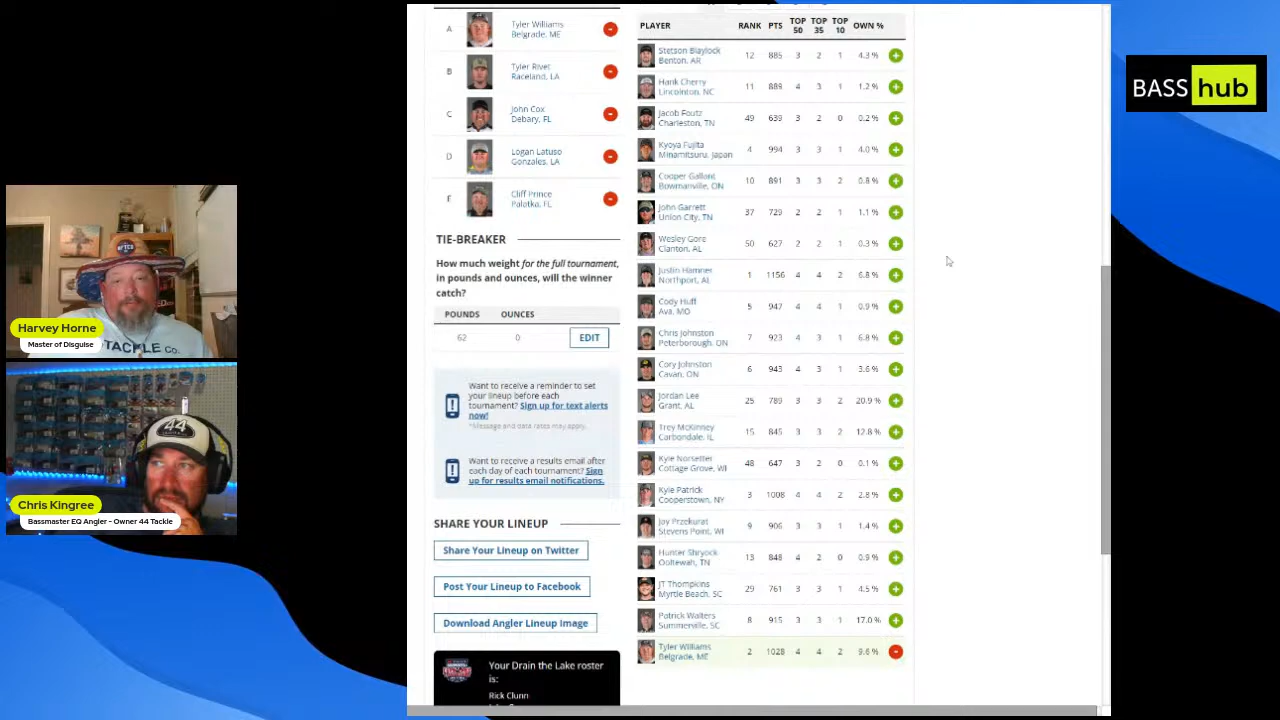 A
Tyler Williams
Belgrade, ME
B
Tyler Rivet
Raceland, LA
C
John Cox
Debary, FL
D
Logan Latuso
Gonzales, LA
Cliff Prince
Palatka, FL
TIE-BREAKER
How much weight for the full tournament,
in pounds and ounces, will the winner
catch?
POUNDS OUNCES
62 0 EDIT
Want to receive a reminder to set
your lineup before each
tournament? Sign up for text alerts
now!
*Message and data rates may apply.
Want to receive a results email after
each day of each tournament? Sign
up for results email notifications.
SHARE YOUR LINEUP
Share Your Lineup on Twitter
Post Your Lineup to Facebook
Download Angler Lineup Image
Your Drain the Lake roster
is:
Rick Clunn
PLAYER RANK PTS TOP 50 TOP 35 TOP 10 OWN %
Stetson Blaylock
Benton, AR
12 885 3 2 1 4.3 %
Hank Cherry
Lincolnton, NC
11 889 4 3 1 1.2 %
Jacob Foutz
Charleston, TN
49 639 3 2 0 0.2 %
Kyoya Fujita
Minamitsuru, Japan
4 994 3 3 1 4.0 %
Cooper Gallant
Bowmanville, ON
10 891 3 3 2 0.8 %
John Garrett
Union City, TN
37 729 2 2 1 1.1 %
Wesley Gore
Clanton, AL
50 627 2 2 1 0.3 %
Justin Hamner
Northport, AL
1 1156 4 4 2 6.8 %
Cody Huff
Ava, MO
5 947 4 4 1 0.9 %
Chris Johnston
Peterborough, ON
7 923 4 3 1 6.8 %
Cory Johnston
Cavan, ON
6 943 4 3 1 3.6 %
Jordan Lee
Grant, AL
25 789 3 3 2 20.9 %
Trey McKinney
Carbondale, IL
15 845 3 3 2 12.8 %
Kyle Norsetter
Cottage Grove, WI
48 647 3 2 0 0.1 %
Kyle Patrick
Cooperstown, NY
3 1008 4 4 2 2.8 %
Jay Przekurat
Stevens Point, WI
9 906 3 3 1 1.4 %
Hunter Shryock
Ooltewah, TN
13 848 4 2 0 0.9 %
JT Thompkins
Myrtle Beach, SC
29 761 3 3 2 4.5 %
Patrick Walters
Summerville, SC
8 915 3 3 1 17.0 %
Tyler Williams
Belgrade, ME
2 1028 4 4 2 9.6 %
BASS hub
Harvey Horne
Master of Disguise
TACKLE Co.
44
Chris Kingree
Bassmaster EQ Angler - Owner 44 Tackle